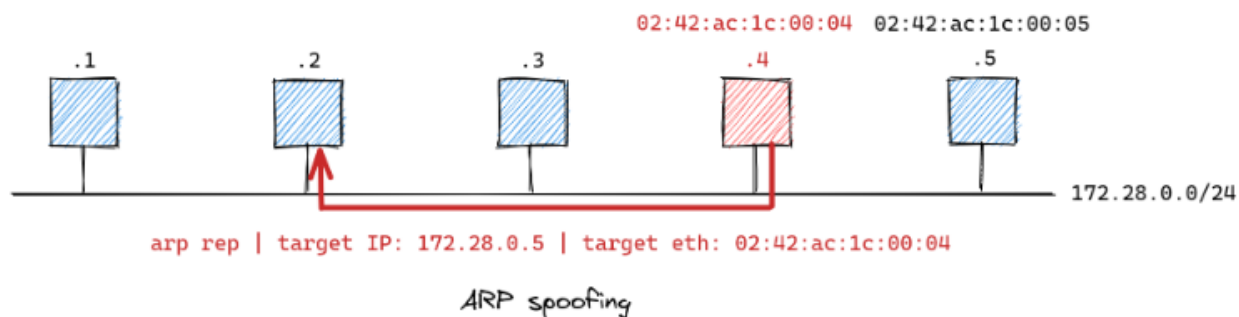 02:42:ac:1c:00:04 02:42:ac:1c:00:05
.1 .2 .3 .4 .5
172.28.0.0/24
arp rep | target IP: 172.28.0.5 | target eth: 02:42:ac:1c:00:04
ARP spoofing